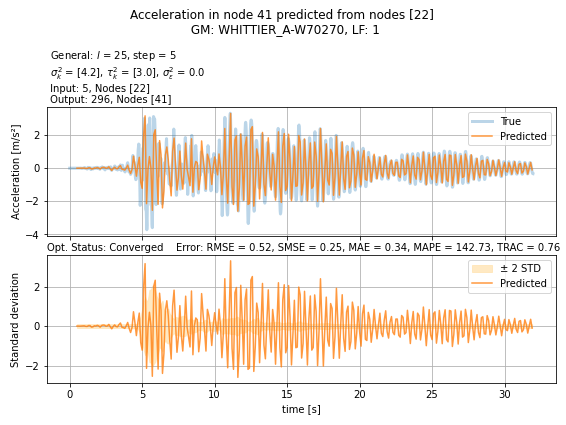 Acceleration in node 41 predicted from nodes [22]
GM: WHITTIER_A-W70270, LF: 1
General: l = 25, step = 5
σ²ₖ = [4.2], τ²ₖ = [3.0], σ²ε = 0.0
Input: 5, Nodes [22]
Output: 296, Nodes [41]
Acceleration [m/s²]
2
0
−2
−4
True
Predicted
Opt. Status: Converged Error: RMSE = 0.52, SMSE = 0.25, MAE = 0.34, MAPE = 142.73, TRAC = 0.76
Standard deviation
2
0
−2
± 2 STD
Predicted
0 5 10 15 20 25 30
time [s]